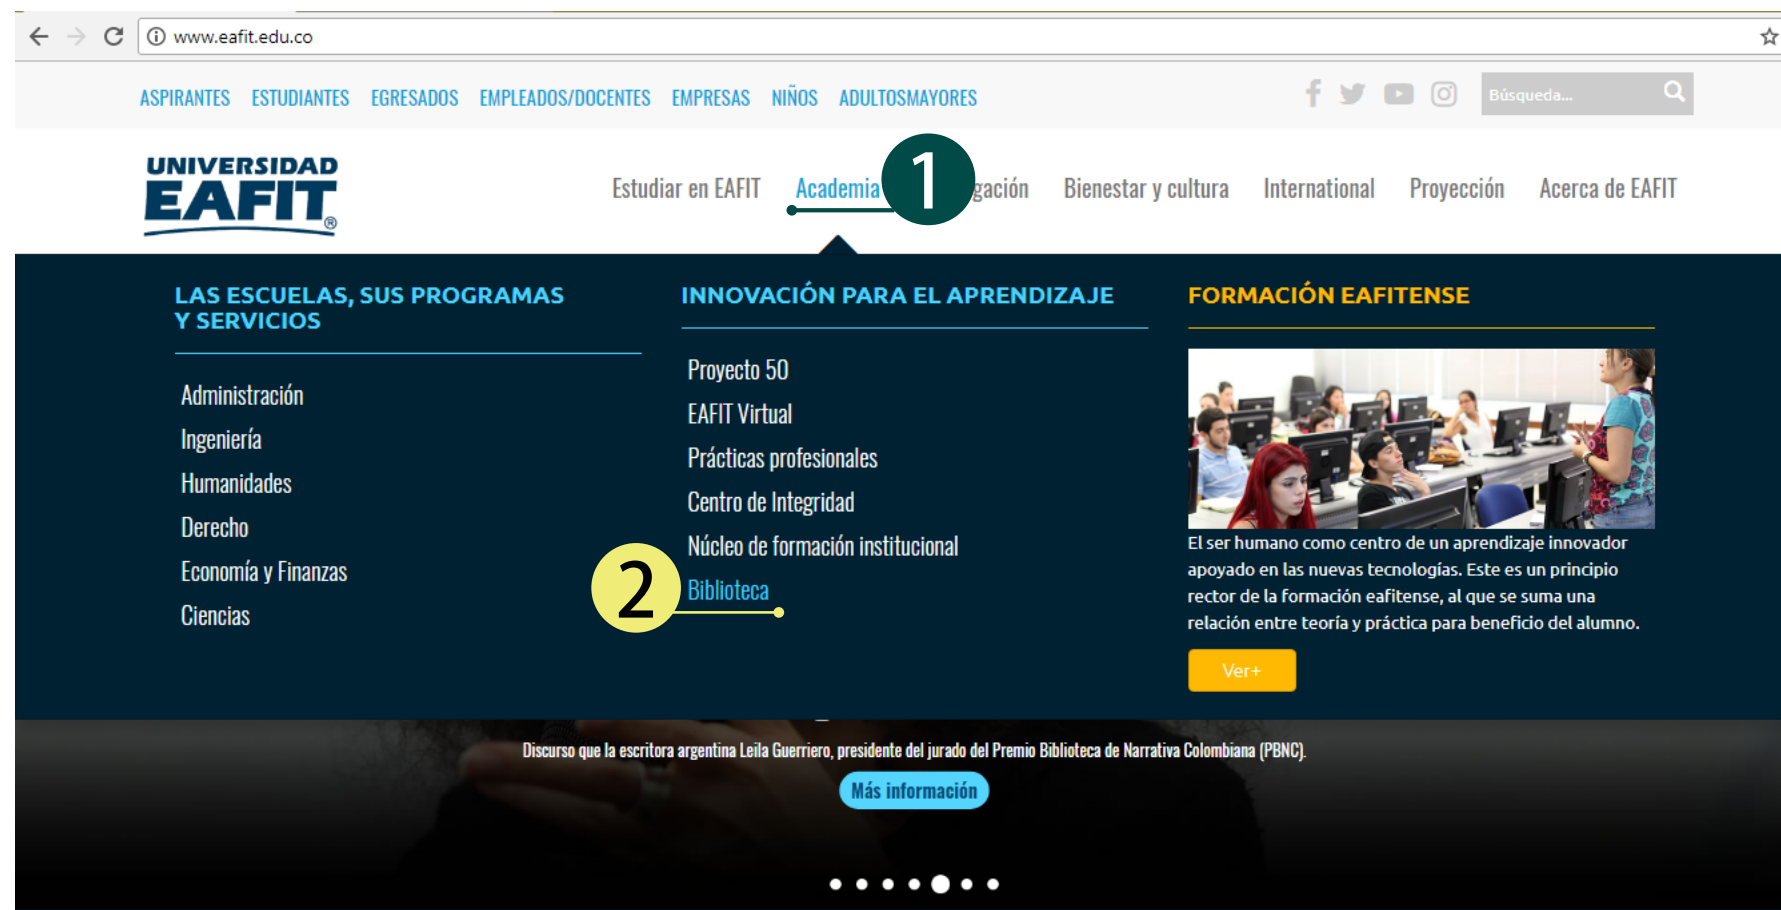 www.eafit.edu.co
ASPIRANTES ESTUDIANTES EGRESADOS EMPLEADOS/DOCENTES EMPRESAS NIÑOS ADULTOSMAYORES
Búsqueda...
UNIVERSIDAD
EAFIT®
Estudiar en EAFIT Academia 1 gación Bienestar y cultura International Proyección Acerca de EAFIT
LAS ESCUELAS, SUS PROGRAMAS
Y SERVICIOS
Administración
Ingeniería
Humanidades
Derecho
Economía y Finanzas
Ciencias
INNOVACIÓN PARA EL APRENDIZAJE
Proyecto 50
EAFIT Virtual
Prácticas profesionales
Centro de Integridad
Núcleo de formación institucional
2 Biblioteca
FORMACIÓN EAFITENSE
El ser humano como centro de un aprendizaje innovador
apoyado en las nuevas tecnologías. Este es un principio
rector de la formación eafitense, al que se suma una
relación entre teoría y práctica para beneficio del alumno.
Ver+
Discurso que la escritora argentina Leila Guerriero, presidente del jurado del Premio Biblioteca de Narrativa Colombiana (PBNC).
Más información